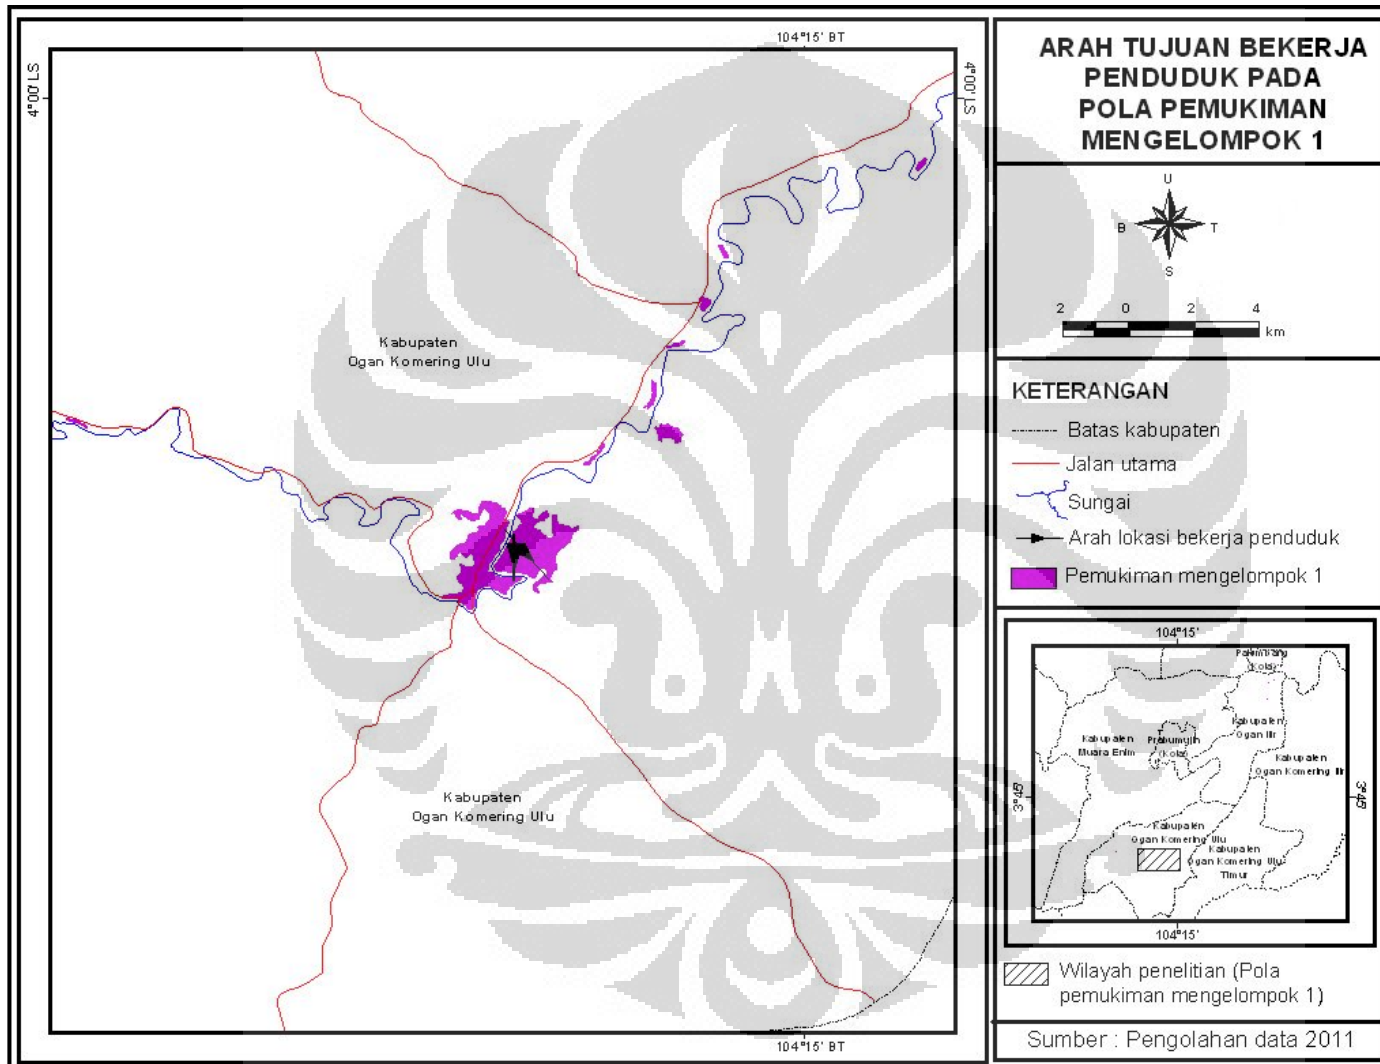 104°15' BT
4°00' LS
4°00' LS
Kabupaten
Ogan Komering Ulu
Kabupaten
Ogan Komering Ulu
104°15' BT
ARAH TUJUAN BEKERJA
PENDUDUK PADA
POLA PEMUKIMAN
MENGELOMPOK 1
U
B T
S
2 0 2 4
km
KETERANGAN
Batas kabupaten
Jalan utama
Sungai
Arah lokasi bekerja penduduk
Pemukiman mengelompok 1
104°15'
Palembang
(Kota)
Kabupaten
Ogan Ilir
Kabupaten
Muara Enim
Prabumulih
(Kota)
Kabupaten
Ogan Komering Ilir
3°45'
3°45'
Kabupaten
Ogan Komering Ulu
Kabupaten
Ogan Komering Ulu
Timur
104°15'
Wilayah penelitian (Pola
pemukiman mengelompok 1)
Sumber : Pengolahan data 2011